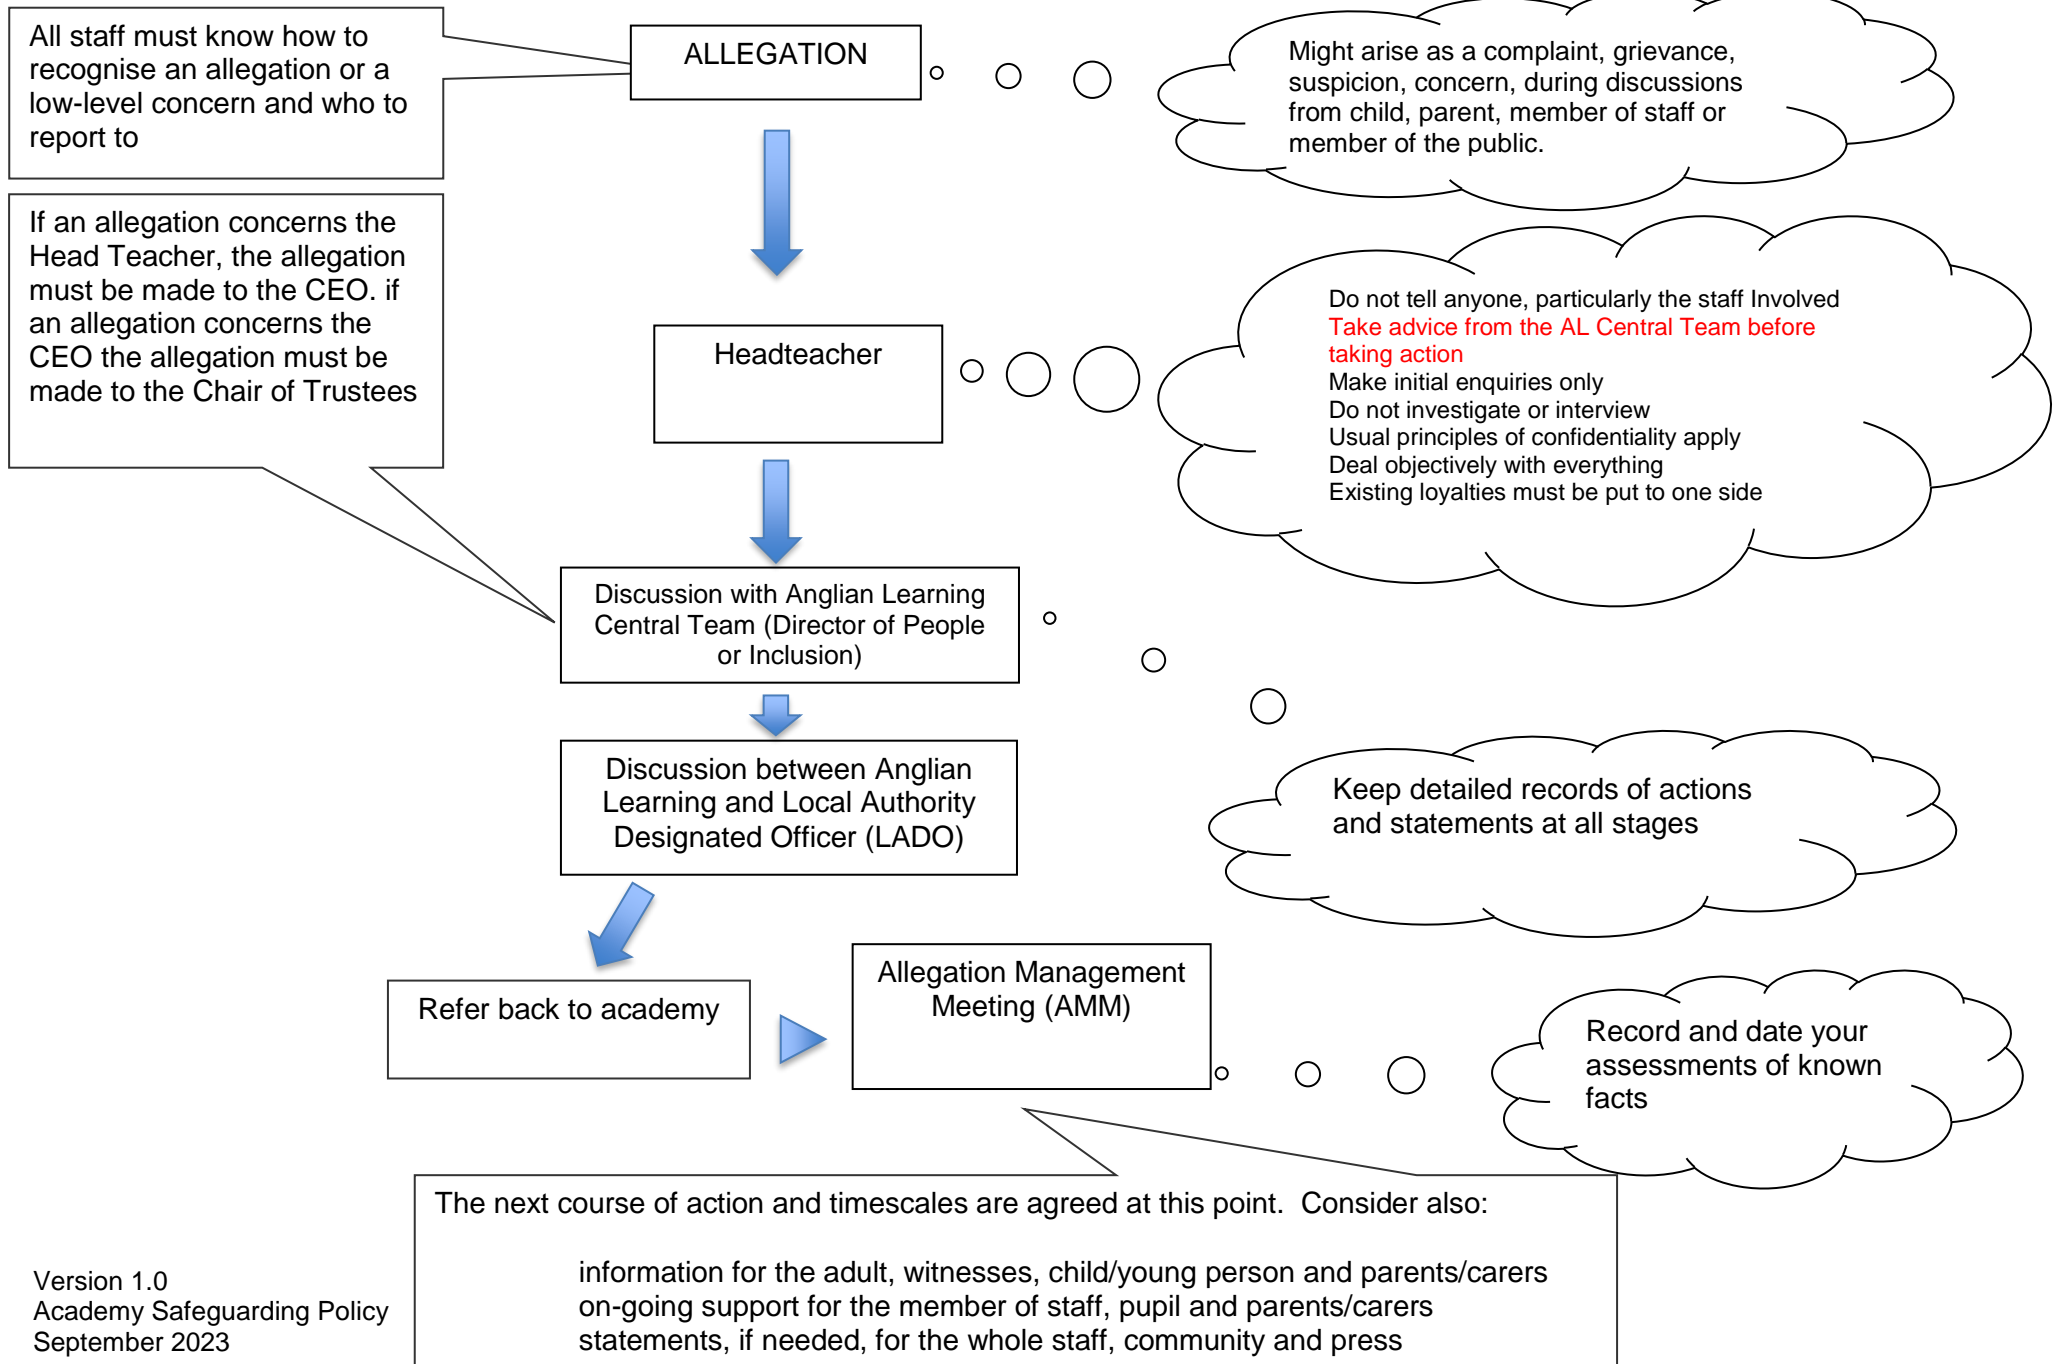 All staff must know how to
recognise an allegation or a
low-level concern and who to
report to
ALLEGATION
Might arise as a complaint, grievance,
suspicion, concern, during discussions
from child, parent, member of staff or
member of the public.
If an allegation concerns the
Head Teacher, the allegation
must be made to the CEO. if
an allegation concerns the
CEO the allegation must be
made to the Chair of Trustees
Headteacher
Do not tell anyone, particularly the staff Involved
Take advice from the AL Central Team before
taking action
Make initial enquiries only
Do not investigate or interview
Usual principles of confidentiality apply
Deal objectively with everything
Existing loyalties must be put to one side
Discussion with Anglian Learning
Central Team (Director of People
or Inclusion)
Discussion between Anglian
Learning and Local Authority
Designated Officer (LADO)
Keep detailed records of actions
and statements at all stages
Refer back to academy
Allegation Management
Meeting (AMM)
Record and date your
assessments of known
facts
The next course of action and timescales are agreed at this point.  Consider also:
information for the adult, witnesses, child/young person and parents/carers
on-going support for the member of staff, pupil and parents/carers
statements, if needed, for the whole staff, community and press
Version 1.0
Academy Safeguarding Policy
September 2023